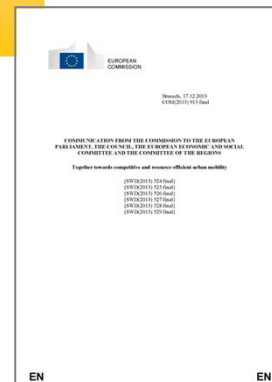 EUROPEAN
COMMISSION
Brussels, 17.12.2013
COM(2013) 913 final
COMMUNICATION FROM THE COMMISSION TO THE EUROPEAN
PARLIAMENT, THE COUNCIL, THE EUROPEAN ECONOMIC AND SOCIAL
COMMITTEE AND THE COMMITTEE OF THE REGIONS
Together towards competitive and resource efficient urban mobility
{SWD(2013) 524 final}
{SWD(2013) 525 final}
{SWD(2013) 526 final}
{SWD(2013) 527 final}
{SWD(2013) 528 final}
{SWD(2013) 529 final}
EN EN